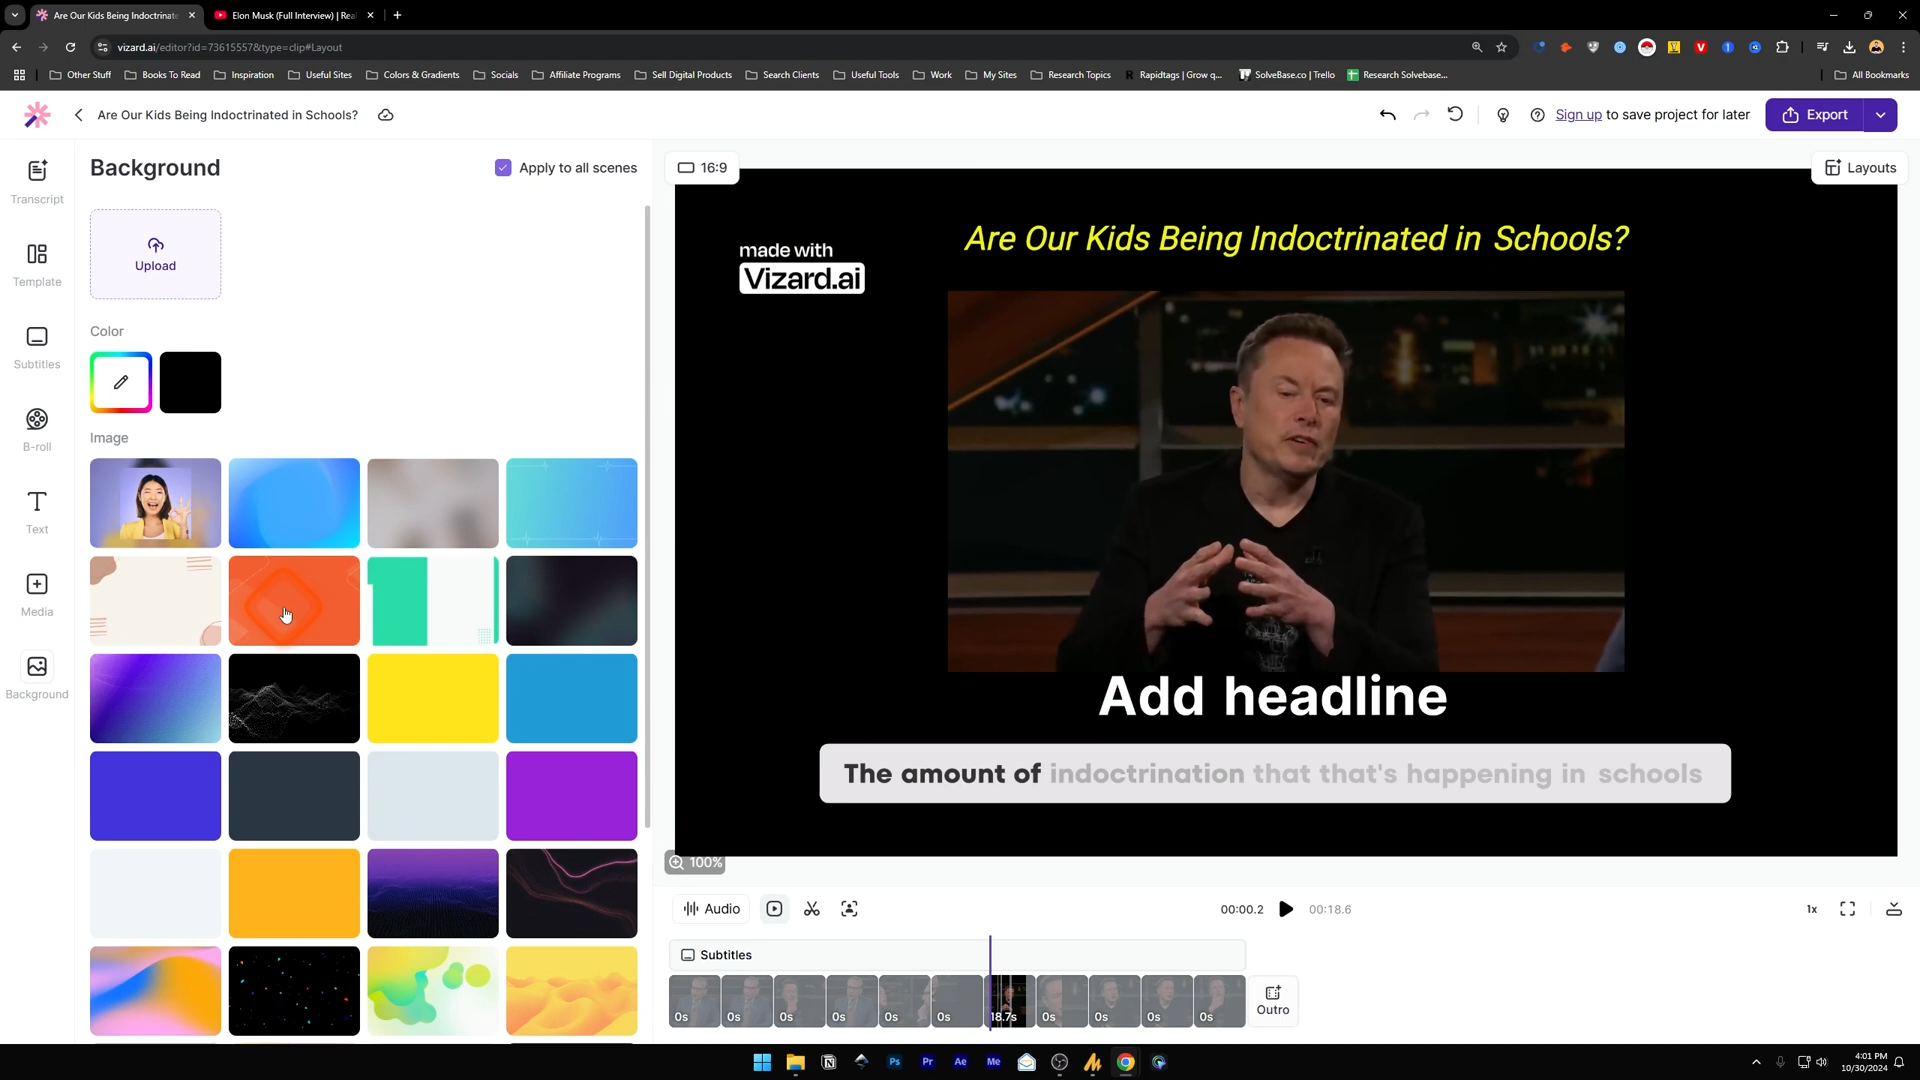 Are Our Kids Being Indoctrinate
Elon Musk (Full Interview) | Rea
vizard.ai/editor?id=73615557&type=clip#Layout
Other Stuff
Books To Read
Inspiration
Useful Sites
Colors & Gradients
Socials
Affiliate Programs
Sell Digital Products
Search Clients
Useful Tools
Work
My Sites
Research Topics
Rapidtags | Grow q...
SolveBase.co | Trello
Research Solvebase...
All Bookmarks
Are Our Kids Being Indoctrinated in Schools?
Sign up to save project for later
Export
Transcript
Template
Subtitles
B-roll
Text
Media
Background
Background
Apply to all scenes
Upload
Color
Image
16:9
Layouts
made with
Vizard.ai
Are Our Kids Being Indoctrinated in Schools?
Add headline
The amount of indoctrination that that's happening in schools
100%
Audio
00:00.2
00:18.6
1x
Subtitles
0s
0s
0s
0s
0s
0s
18.7s
0s
0s
0s
0s
Outro
Ps
Pr
Ae
Me
4:01 PM
10/30/2024